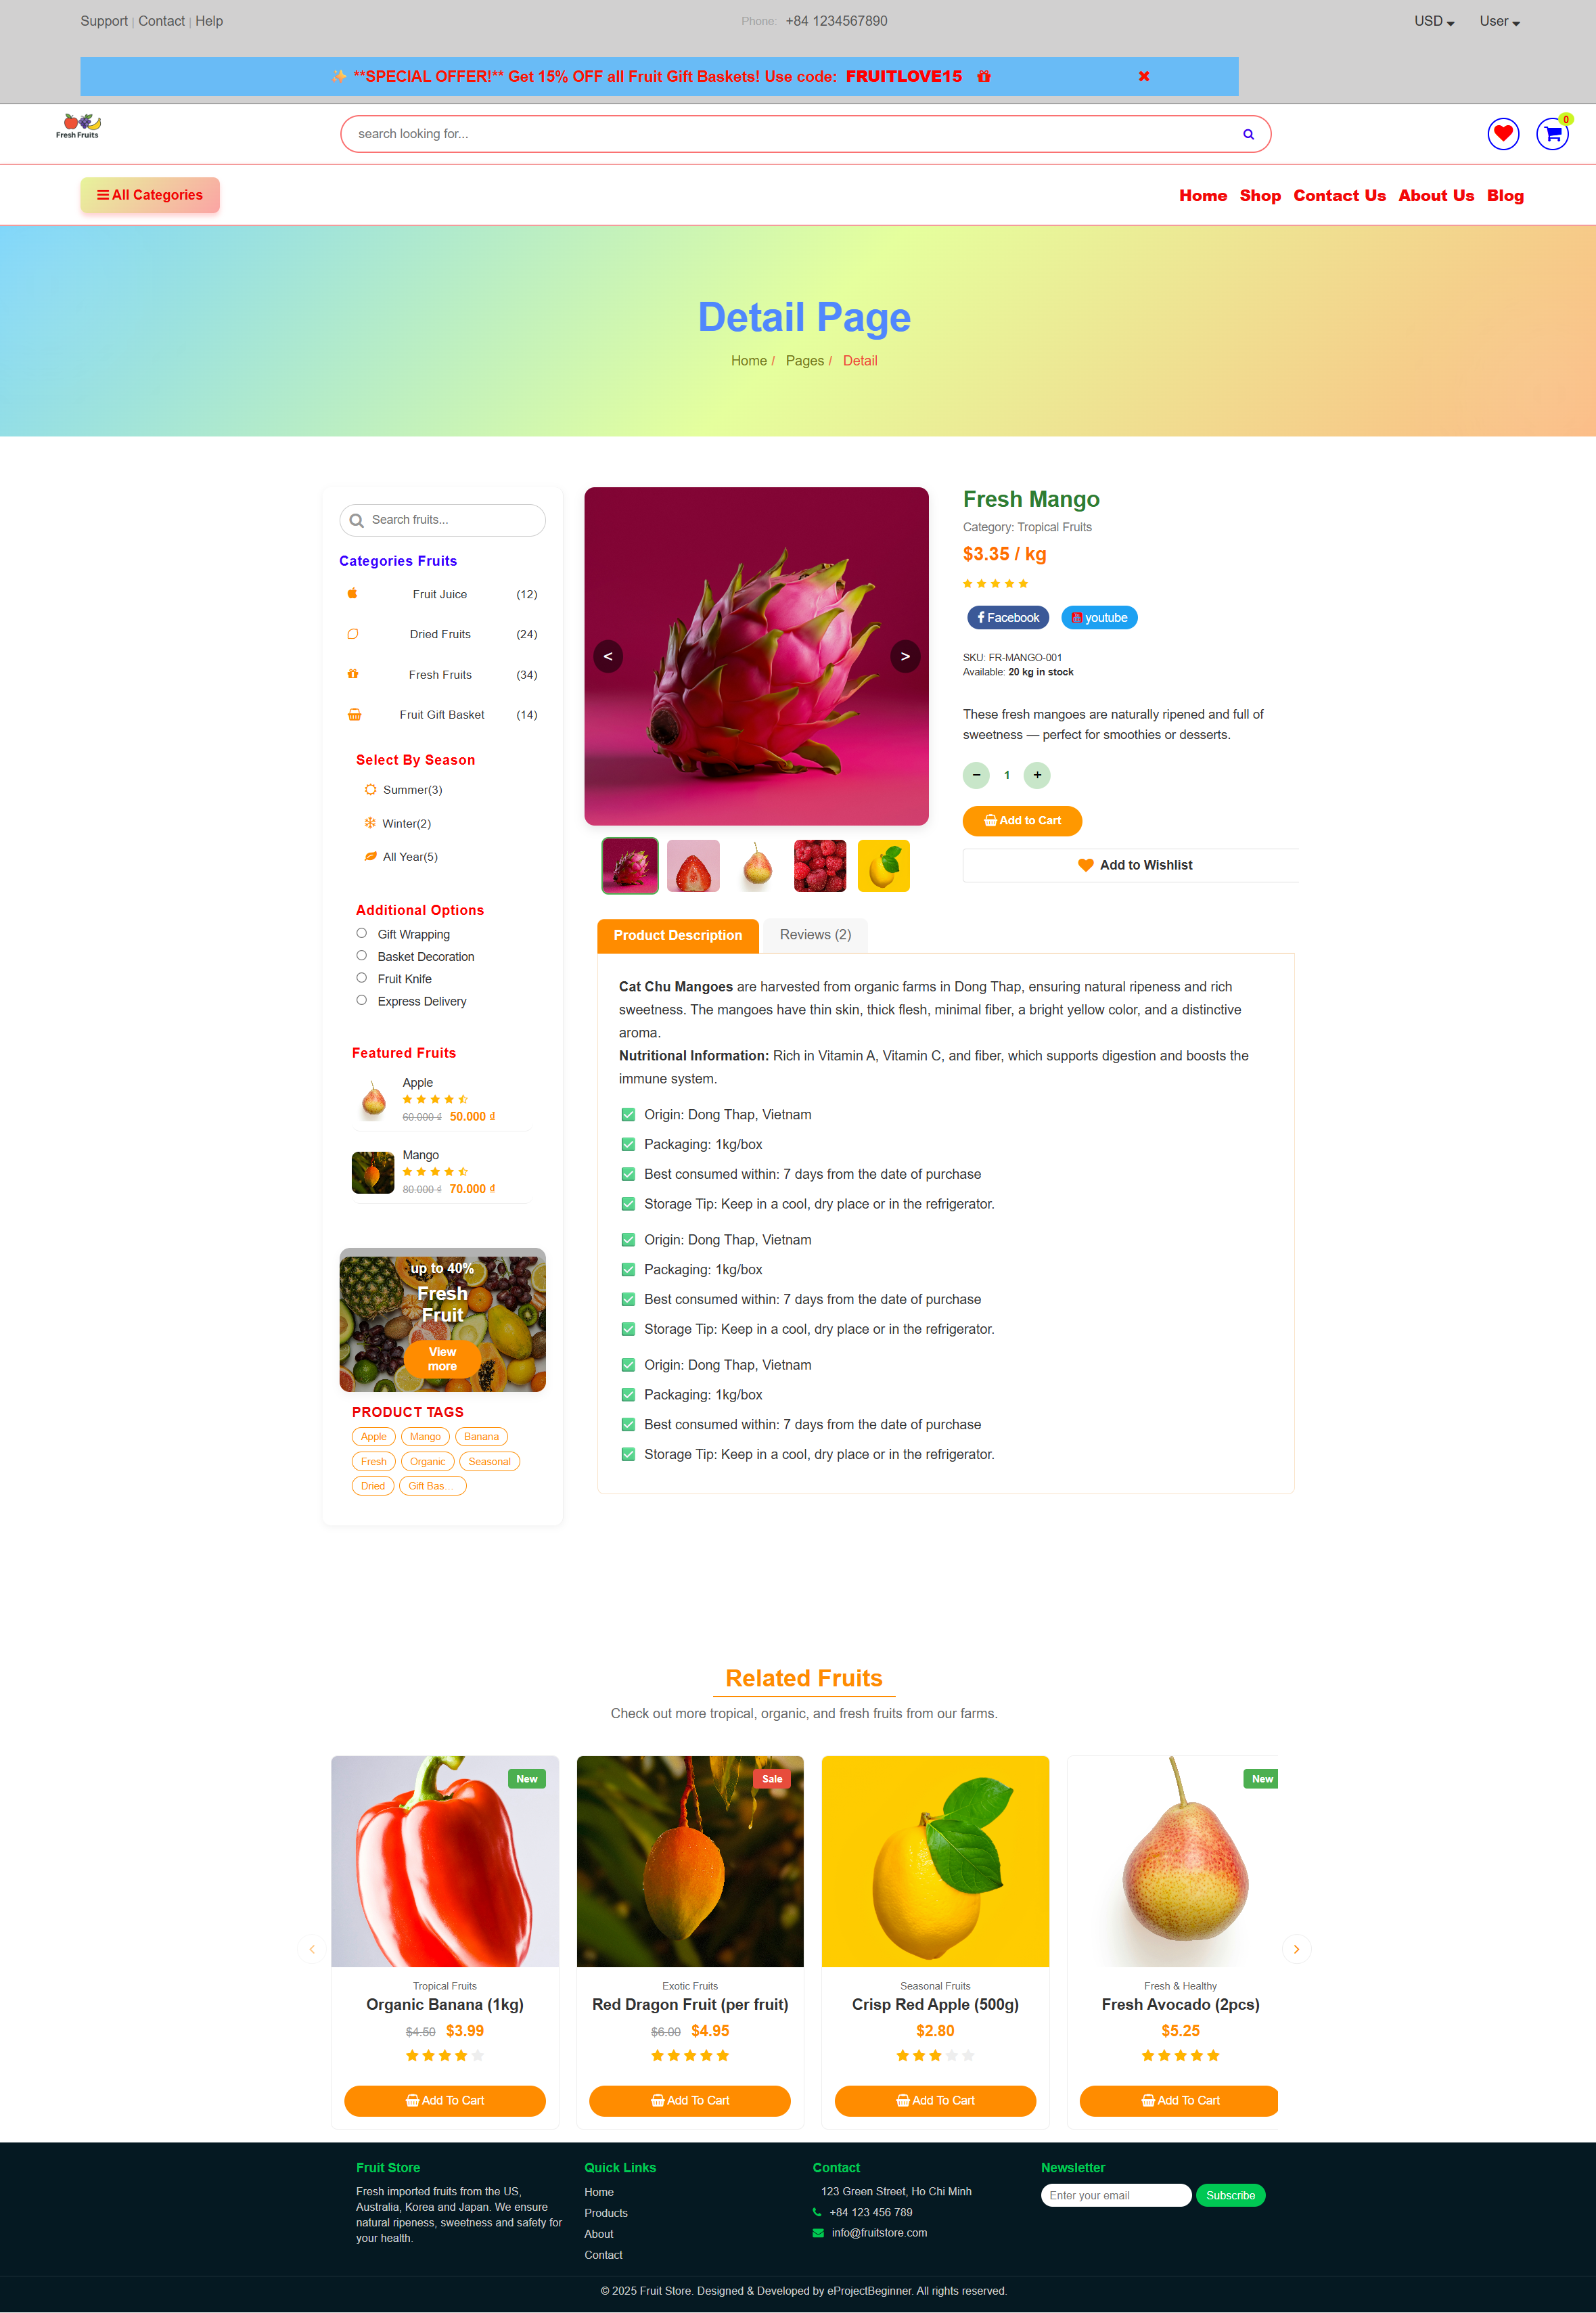 Support | Contact | Help
Phone: +84 1234567890
USD
User
✨ **SPECIAL OFFER!** Get 15% OFF all Fruit Gift Baskets! Use code: FRUITLOVE15
Fresh Fruits
search looking for...
0
All Categories
Home Shop Contact Us About Us Blog
Detail Page
Home / Pages / Detail
Search fruits...
Categories Fruits
Fruit Juice (12)
Dried Fruits (24)
Fresh Fruits (34)
Fruit Gift Basket (14)
Select By Season
Summer(3)
Winter(2)
All Year(5)
Additional Options
Gift Wrapping
Basket Decoration
Fruit Knife
Express Delivery
Featured Fruits
Apple
60.000 ₫ 50.000 ₫
Mango
80.000 ₫ 70.000 ₫
up to 40%
Fresh
Fruit
View
more
PRODUCT TAGS
Apple Mango Banana
Fresh Organic Seasonal
Dried Gift Bas...
< >
Fresh Mango
Category: Tropical Fruits
$3.35 / kg
Facebook youtube
SKU: FR-MANGO-001
Available: 20 kg in stock
These fresh mangoes are naturally ripened and full of
sweetness — perfect for smoothies or desserts.
− 1 +
Add to Cart
Add to Wishlist
Product Description Reviews (2)
Cat Chu Mangoes are harvested from organic farms in Dong Thap, ensuring natural ripeness and rich
sweetness. The mangoes have thin skin, thick flesh, minimal fiber, a bright yellow color, and a distinctive
aroma.
Nutritional Information: Rich in Vitamin A, Vitamin C, and fiber, which supports digestion and boosts the
immune system.
✅ Origin: Dong Thap, Vietnam
✅ Packaging: 1kg/box
✅ Best consumed within: 7 days from the date of purchase
✅ Storage Tip: Keep in a cool, dry place or in the refrigerator.
✅ Origin: Dong Thap, Vietnam
✅ Packaging: 1kg/box
✅ Best consumed within: 7 days from the date of purchase
✅ Storage Tip: Keep in a cool, dry place or in the refrigerator.
✅ Origin: Dong Thap, Vietnam
✅ Packaging: 1kg/box
✅ Best consumed within: 7 days from the date of purchase
✅ Storage Tip: Keep in a cool, dry place or in the refrigerator.
Related Fruits
Check out more tropical, organic, and fresh fruits from our farms.
New
Tropical Fruits
Organic Banana (1kg)
$4.50 $3.99
Add To Cart
Sale
Exotic Fruits
Red Dragon Fruit (per fruit)
$6.00 $4.95
Add To Cart
Seasonal Fruits
Crisp Red Apple (500g)
$2.80
Add To Cart
New
Fresh & Healthy
Fresh Avocado (2pcs)
$5.25
Add To Cart
Fruit Store
Fresh imported fruits from the US,
Australia, Korea and Japan. We ensure
natural ripeness, sweetness and safety for
your health.
Quick Links
Home
Products
About
Contact
Contact
123 Green Street, Ho Chi Minh
+84 123 456 789
info@fruitstore.com
Newsletter
Enter your email Subscribe
© 2025 Fruit Store. Designed & Developed by eProjectBeginner. All rights reserved.